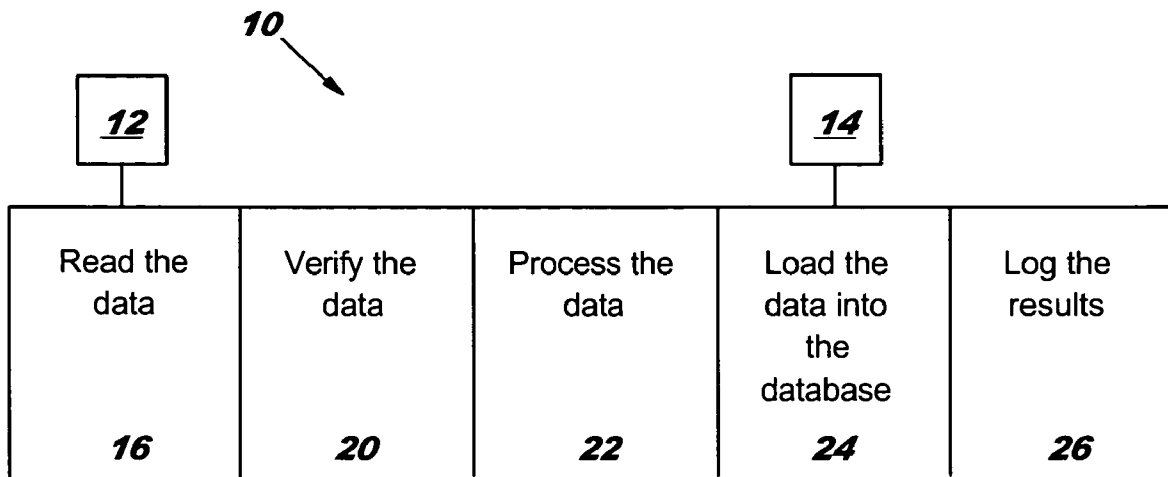 10
12
14
Read the
data
16
Verify the
data
20
Process the
data
22
Load the
data into
the
database
24
Log the
results
26